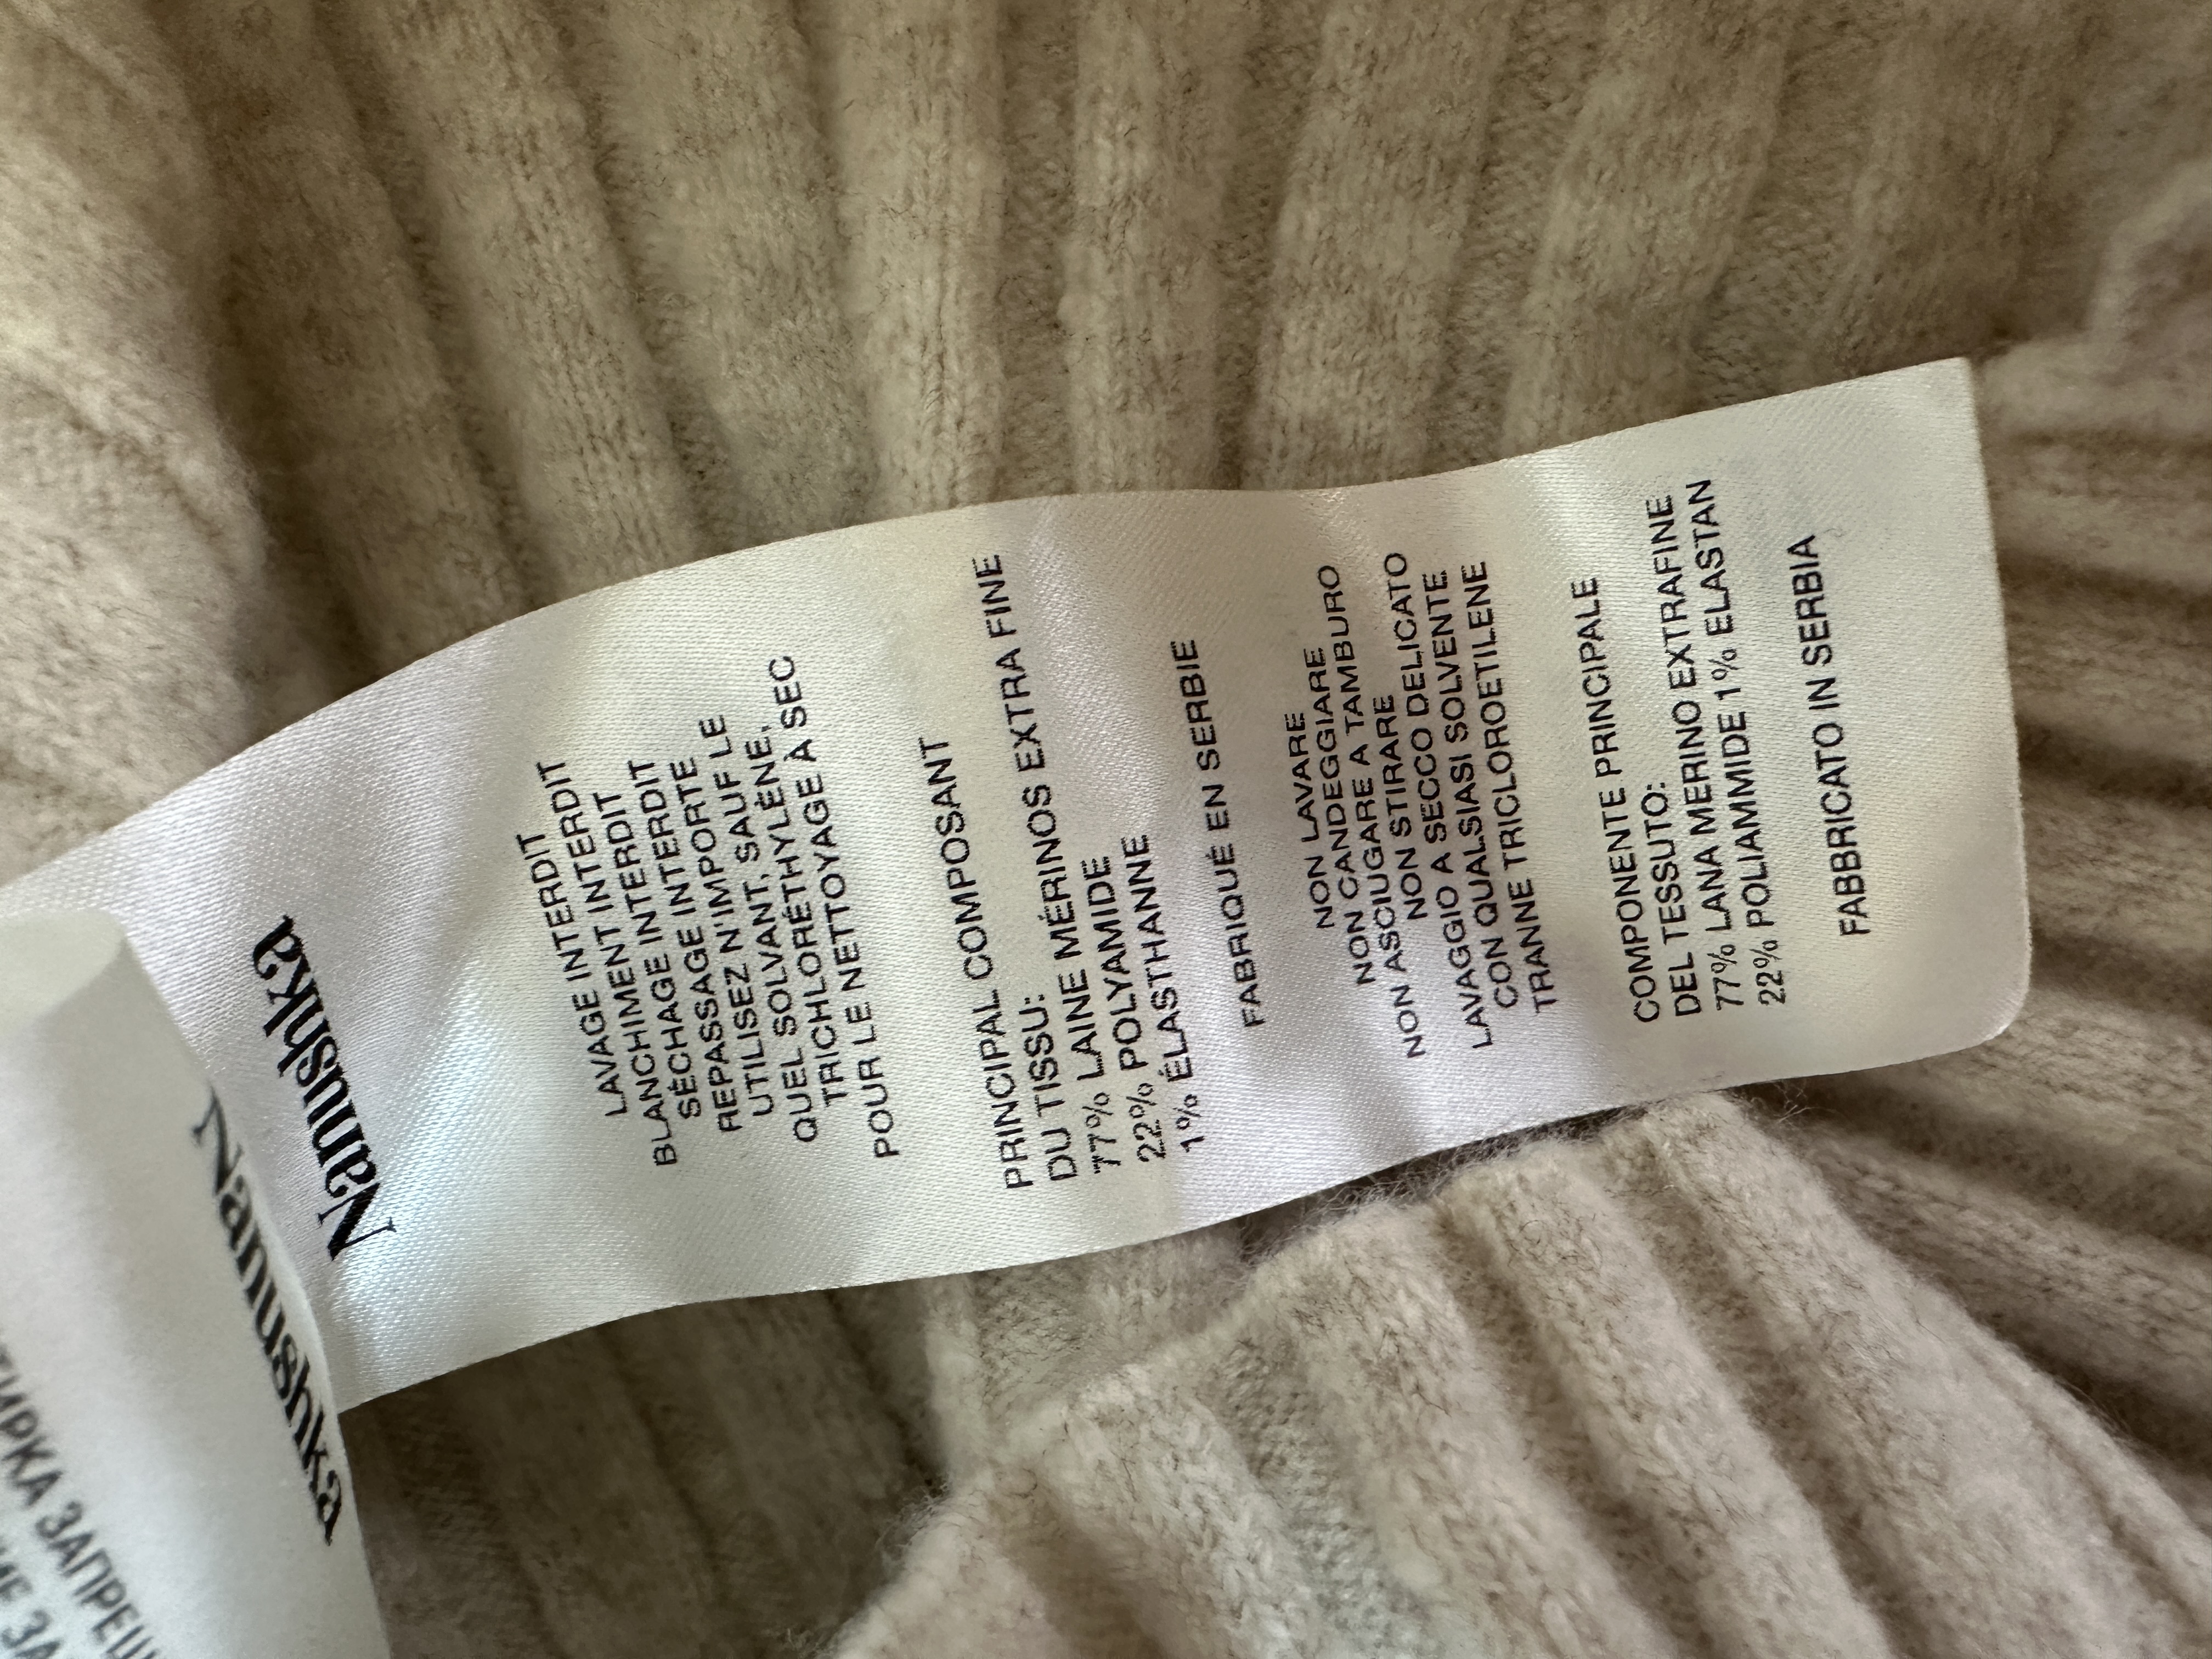 Nanushka
LAVAGE INTERDIT
BLANCHIMENT INTERDIT
BLANCHAGE INTERDIT
SÉCHAGE INTERDIT
REPASSAGE INTERDIT
UTILISEZ N'IMPORTE
QUEL SOLVANT, SAUF LE
TRICHLORÉTHYLÈNE,
POUR LE NETTOYAGE À SEC
PRINCIPAL COMPOSANT
DU TISSU:
77% LAINE MÉRINOS EXTRA FINE
22% POLYAMIDE
1% ÉLASTHANNE
FABRIQUÉ EN SERBIE
NON LAVARE
NON CANDEGGIARE
NON ASCIUGARE A TAMBURO
NON STIRARE
LAVAGGIO A SECCO DELICATO
CON QUALSIASI SOLVENTE
TRANNE TRICLOROETILENE
COMPONENTE PRINCIPALE
DEL TESSUTO:
77% LANA MERINO EXTRAFINE
22% POLIAMMIDE 1% ELASTAN
FABBRICATO IN SERBIA
Nanushka